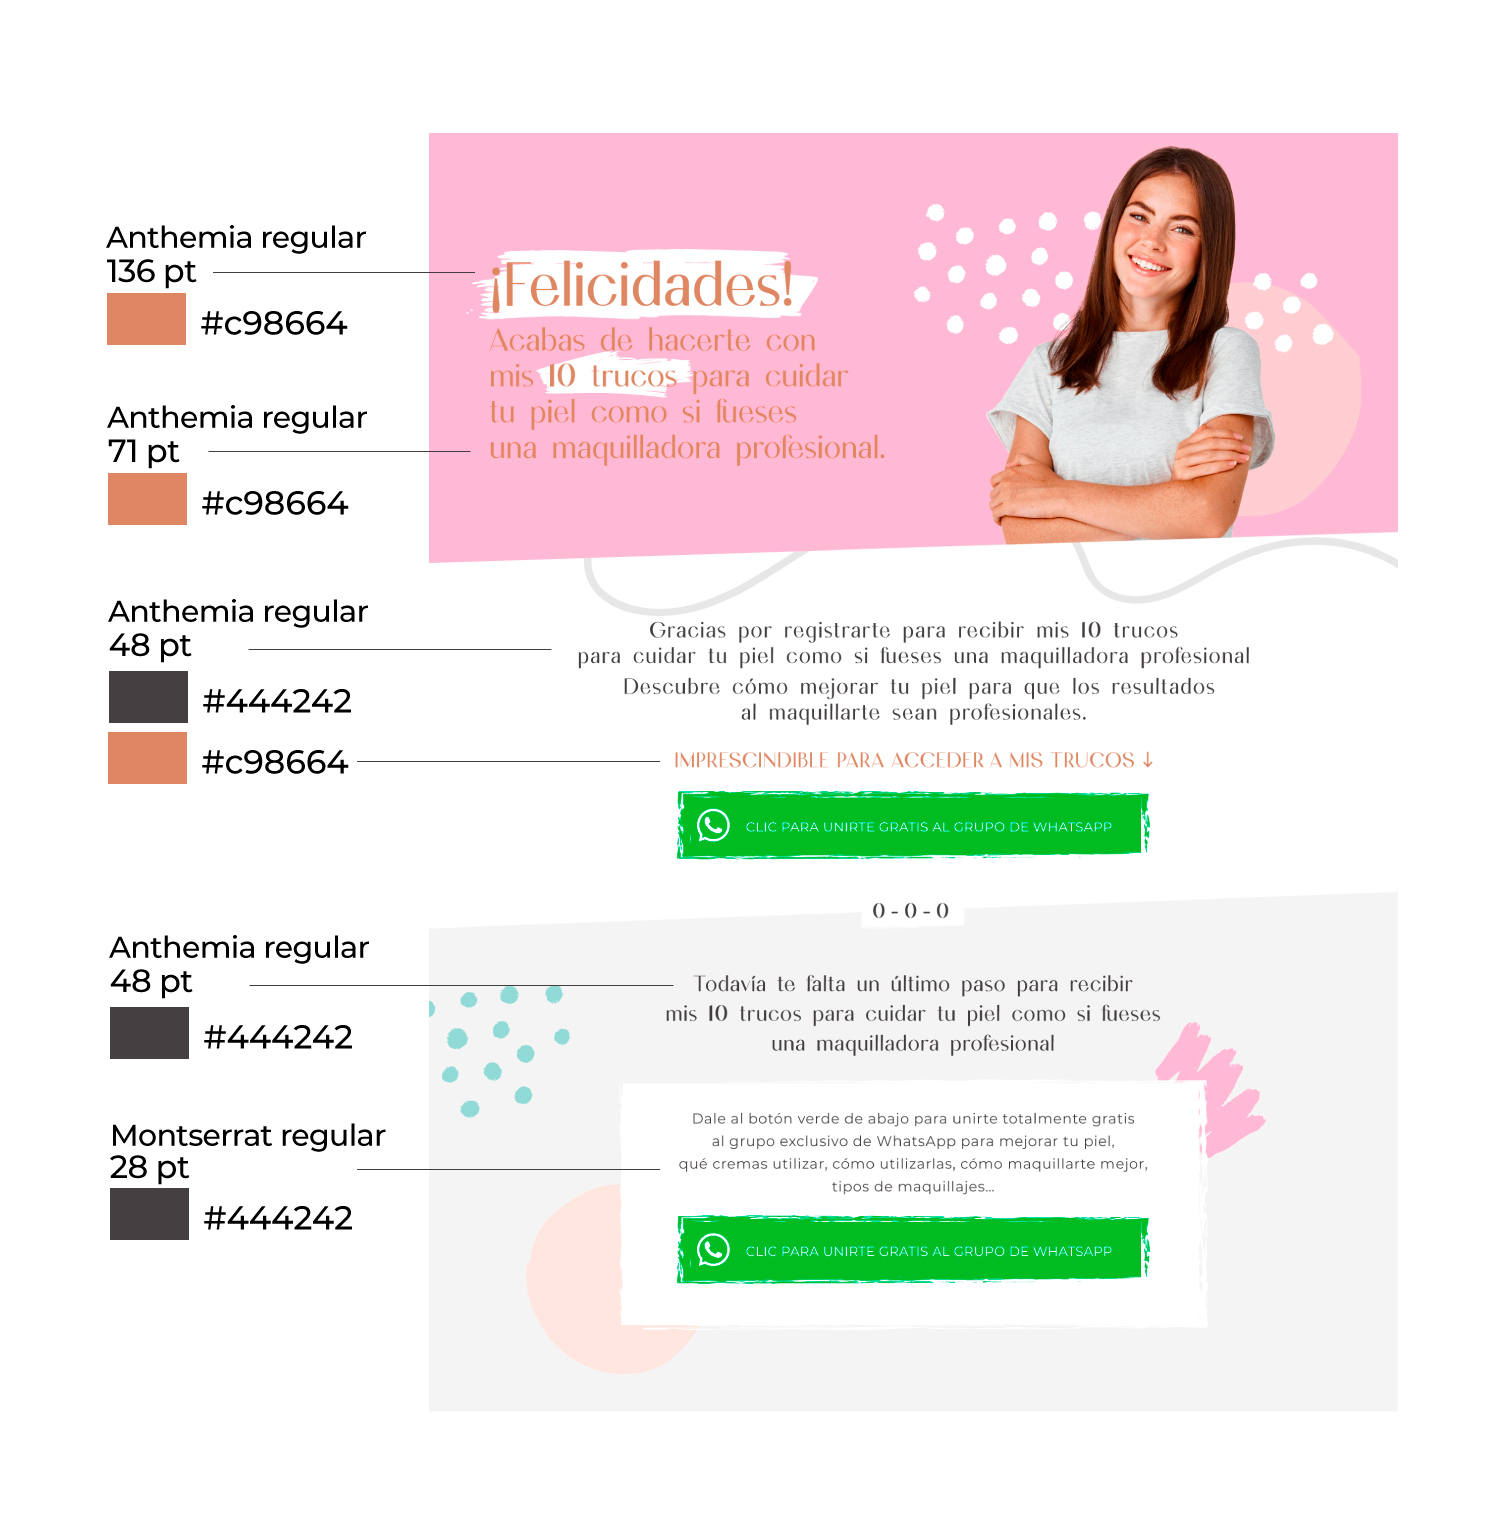 Anthemia regular
136 pt
#c98664
Anthemia regular
71 pt
#c98664
Anthemia regular
48 pt
#444242
#c98664
Anthemia regular
48 pt
#444242
Montserrat regular
28 pt
#444242
¡Felicidades!
Acabas de hacerte con
mis 10 trucos para cuidar
tu piel como si fueses
una maquilladora profesional.
Gracias por registrarte para recibir mis 10 trucos
para cuidar tu piel como si fueses una maquilladora profesional
Descubre cómo mejorar tu piel para que los resultados
al maquillarte sean profesionales.
IMPRESCINDIBLE PARA ACCEDER A MIS TRUCOS ↓
CLIC PARA UNIRTE GRATIS AL GRUPO DE WHATSAPP
0 - 0 - 0
Todavía te falta un último paso para recibir
mis 10 trucos para cuidar tu piel como si fueses
una maquilladora profesional
Dale al botón verde de abajo para unirte totalmente gratis
al grupo exclusivo de WhatsApp para mejorar tu piel,
qué cremas utilizar, cómo utilizarlas, cómo maquillarte mejor,
tipos de maquillajes...
CLIC PARA UNIRTE GRATIS AL GRUPO DE WHATSAPP